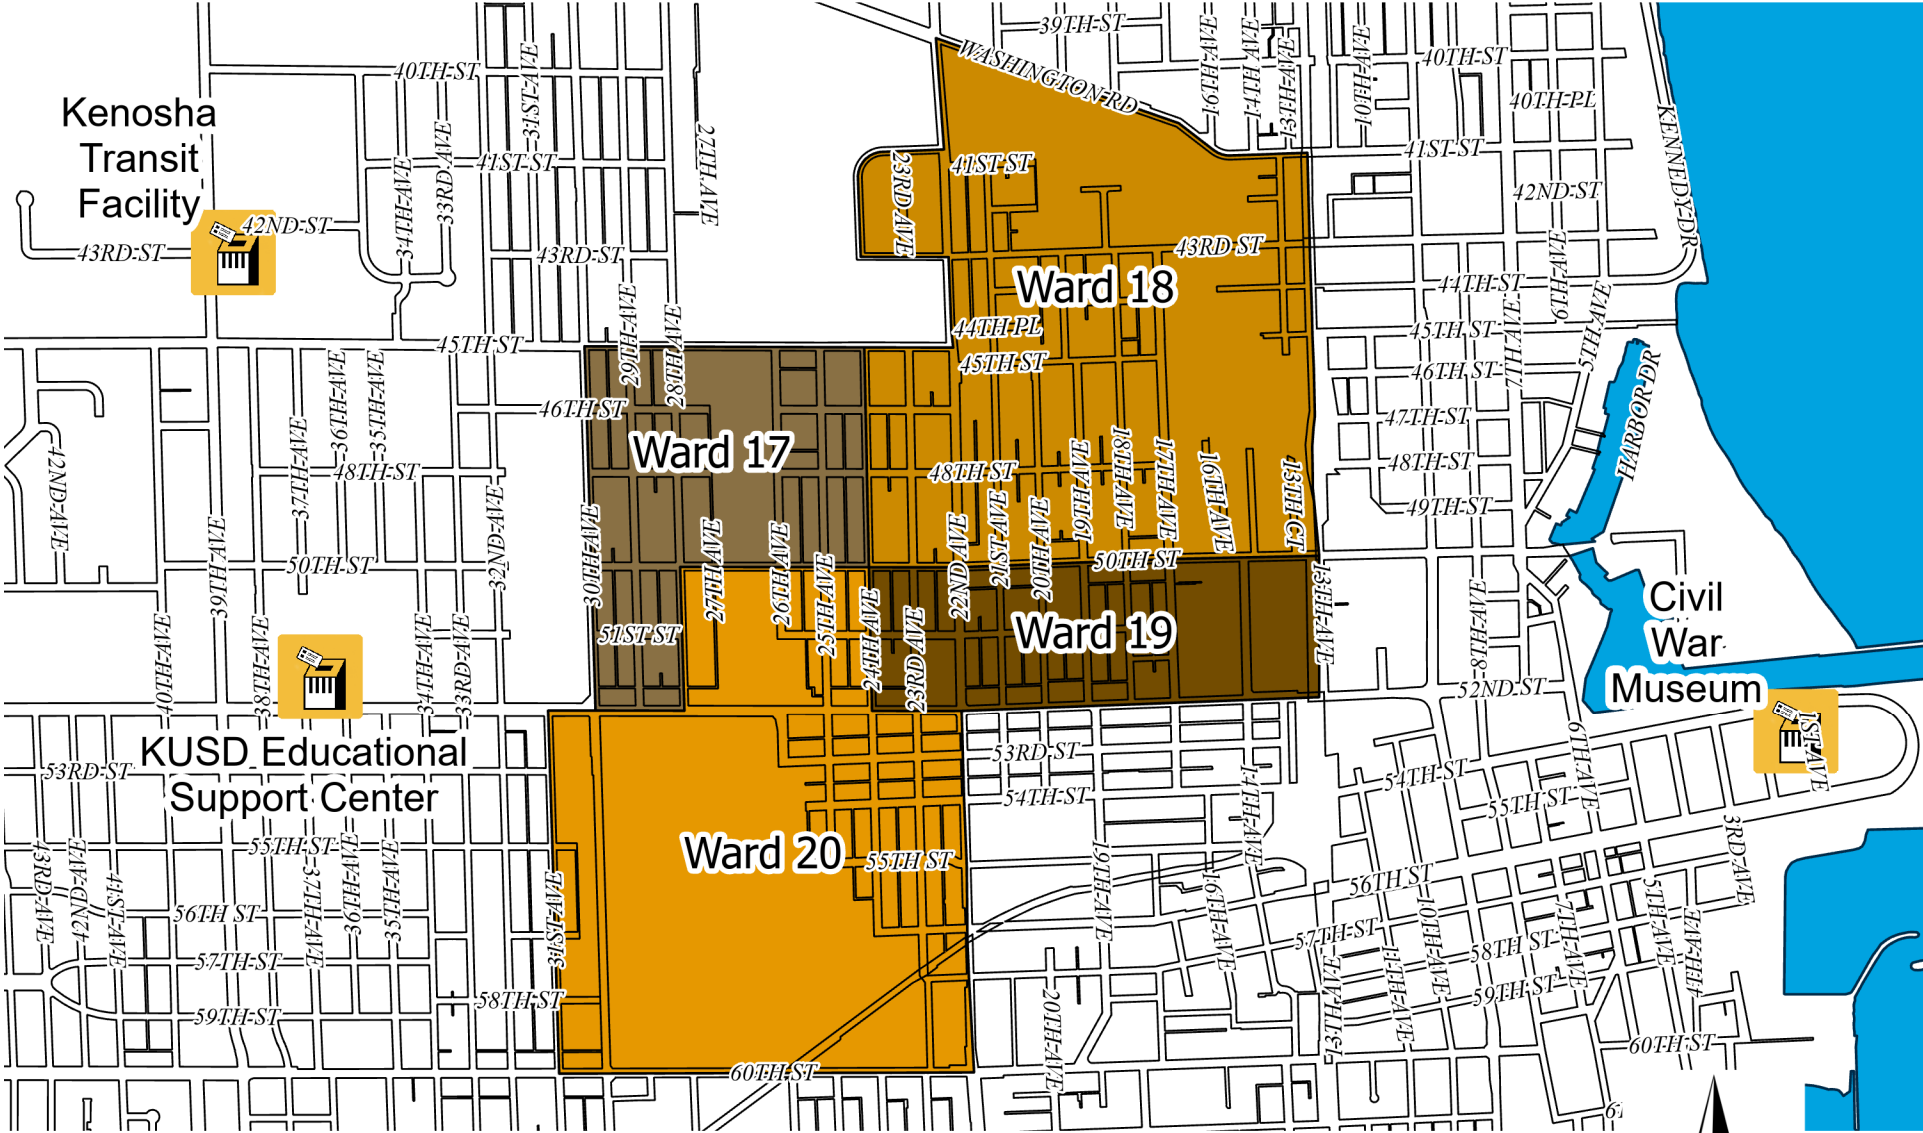 39TH ST
WASHINGTON RD
16TH AVE
14TH AVE
13TH AVE
10TH AVE
40TH ST
40TH ST
31ST AVE
40TH PL
KENNEDY DR
Kenosha
Transit
Facility
33RD AVE
34TH AVE
41ST ST
27TH AVE
23RD AVE
41ST ST
41ST ST
42ND ST
42ND ST
43RD ST
43RD ST
43RD ST
6TH AVE
Ward 18
44TH ST
5TH AVE
29TH AVE
28TH AVE
44TH PL
45TH ST
7TH AVE
45TH ST
45TH ST
36TH AVE
35TH AVE
46TH ST
HARBOR DR
46TH ST
47TH ST
37TH AVE
Ward 17
42ND AVE
48TH ST
48TH ST
48TH ST
19TH AVE
18TH AVE
17TH AVE
16TH AVE
13TH CT
49TH ST
39TH AVE
32ND AVE
30TH AVE
27TH AVE
26TH AVE
25TH AVE
22ND AVE
21ST AVE
20TH AVE
50TH ST
50TH ST
Civil
War
Museum
40TH AVE
38TH AVE
34TH AVE
33RD AVE
51ST ST
24TH AVE
23RD AVE
Ward 19
13TH AVE
8TH AVE
52ND ST
KUSD Educational
Support Center
6TH AVE
1ST AVE
53RD ST
53RD ST
54TH ST
54TH ST
55TH ST
14TH AVE
3RD AVE
43RD AVE
42ND AVE
41ST AVE
55TH ST
37TH AVE
36TH AVE
35TH AVE
31ST AVE
Ward 20
55TH ST
19TH AVE
16TH AVE
56TH ST
10TH AVE
56TH ST
57TH ST
58TH ST
7TH AVE
5TH AVE
4TH AVE
57TH ST
58TH ST
59TH ST
20TH AVE
13TH AVE
11TH AVE
59TH ST
60TH ST
60TH ST